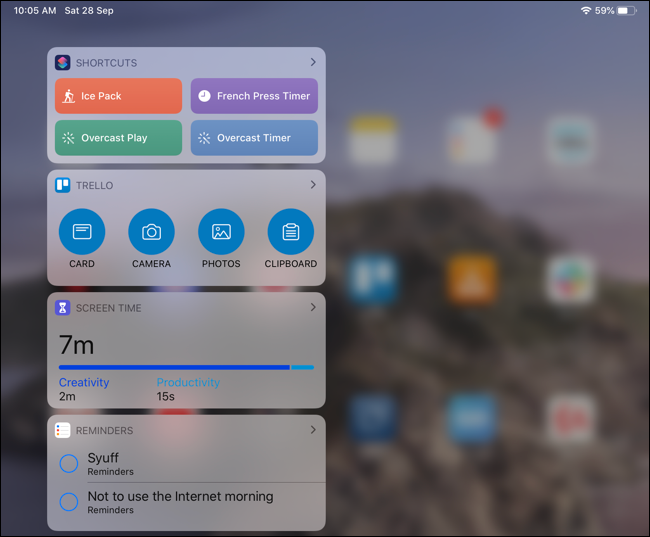 10:05 AM Sat 28 Sep 59%
SHORTCUTS
Ice Pack French Press Timer
Overcast Play Overcast Timer
TRELLO
CARD CAMERA PHOTOS CLIPBOARD
SCREEN TIME
7m
Creativity Productivity
2m 15s
REMINDERS
Syuff
Reminders
Not to use the Internet morning
Reminders